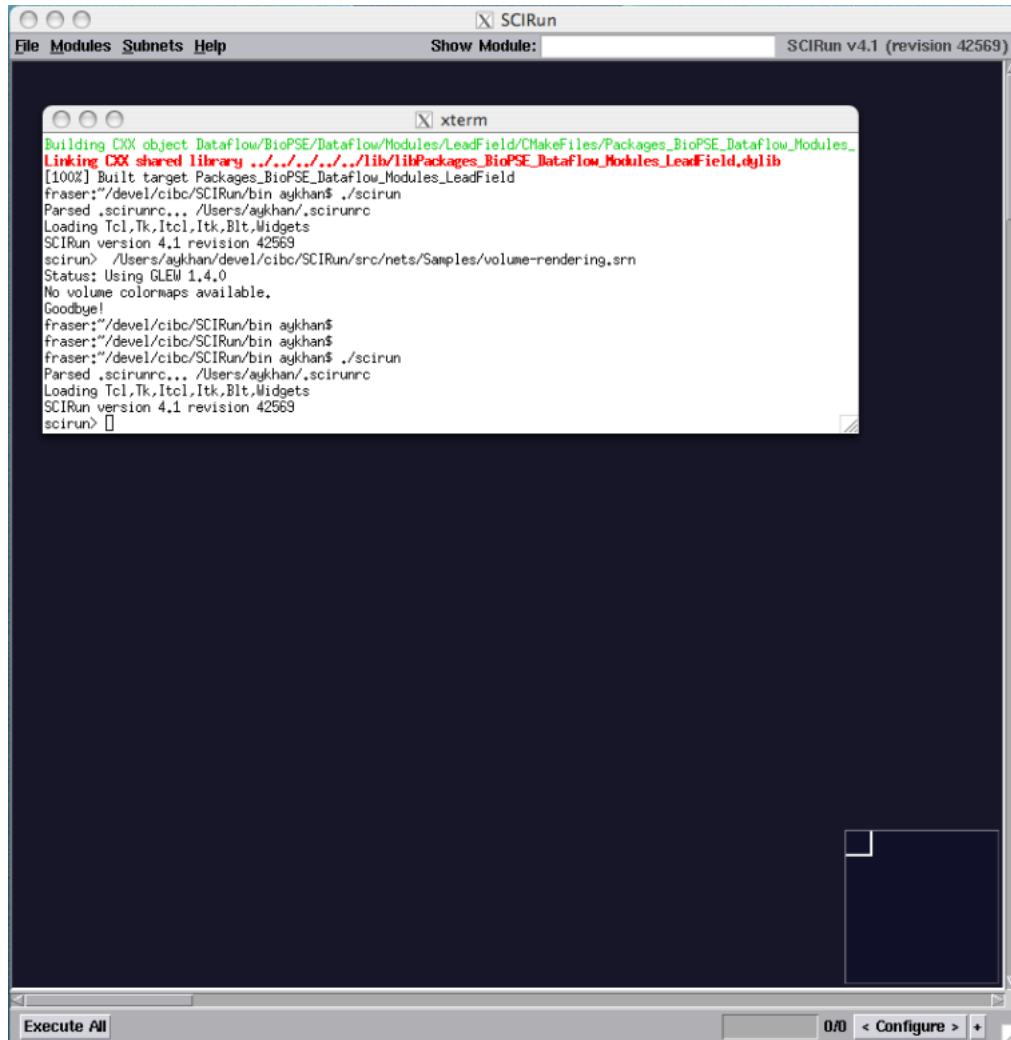 X SCIRun
File Modules Subnets Help Show Module: SCIRun v4.1 (revision 42569)
X xterm
Building CXX object Dataflow/BioPSE/Dataflow/Modules/LeadField/CMakeFiles/Packages_BioPSE_Dataflow_Modules_
Linking CXX shared library ../../../../../lib/libPackages_BioPSE_Dataflow_Modules_LeadField.dylib
[100%] Built target Packages_BioPSE_Dataflow_Modules_LeadField
fraser:~/devel/cibc/SCIRun/bin aykhan$ ./scirun
Parsed .scirunrc... /Users/aykhan/.scirunrc
Loading Tcl,Tk,Itcl,Itk,Blt,Widgets
SCIRun version 4.1 revision 42569
scirun>  /Users/aykhan/devel/cibc/SCIRun/src/nets/Samples/volume-rendering.srn
Status: Using GLEW 1.4.0
No volume colormaps available.
Goodbye!
fraser:~/devel/cibc/SCIRun/bin aykhan$
fraser:~/devel/cibc/SCIRun/bin aykhan$
fraser:~/devel/cibc/SCIRun/bin aykhan$ ./scirun
Parsed .scirunrc... /Users/aykhan/.scirunrc
Loading Tcl,Tk,Itcl,Itk,Blt,Widgets
SCIRun version 4.1 revision 42569
scirun>
Execute All 0/0 < Configure > +